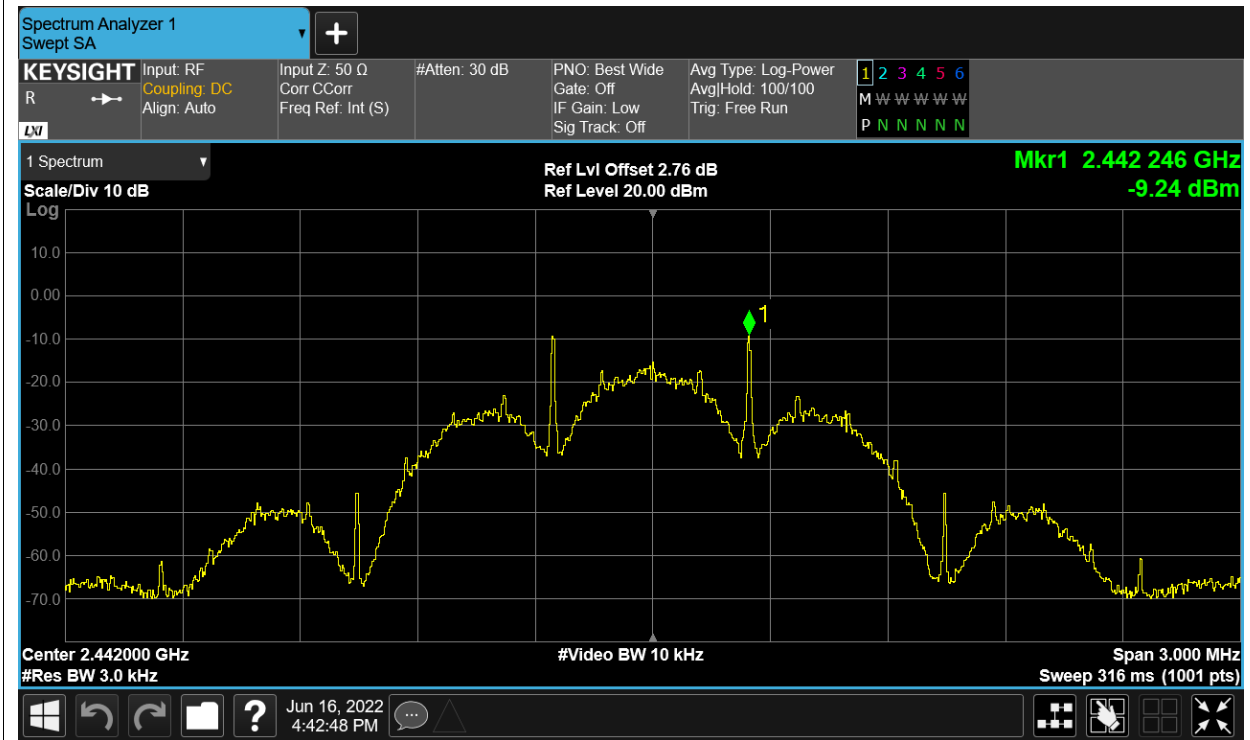 Spectrum Analyzer 1
Swept SA
KEYSIGHT
R
LXI
Input: RF
Coupling: DC
Align: Auto
Input Z: 50 Ω
Corr CCorr
Freq Ref: Int (S)
#Atten: 30 dB
PNO: Best Wide
Gate: Off
IF Gain: Low
Sig Track: Off
Avg Type: Log-Power
Avg|Hold: 100/100
Trig: Free Run
1 2 3 4 5 6
M W W W W W
P N N N N N
1 Spectrum
Scale/Div 10 dB
Ref Lvl Offset 2.76 dB
Ref Level 20.00 dBm
Mkr1 2.442 246 GHz
-9.24 dBm
Log
10.0
0.00
-10.0
-20.0
-30.0
-40.0
-50.0
-60.0
-70.0
1
Center 2.442000 GHz
#Res BW 3.0 kHz
#Video BW 10 kHz
Span 3.000 MHz
Sweep 316 ms (1001 pts)
?
Jun 16, 2022
4:42:48 PM